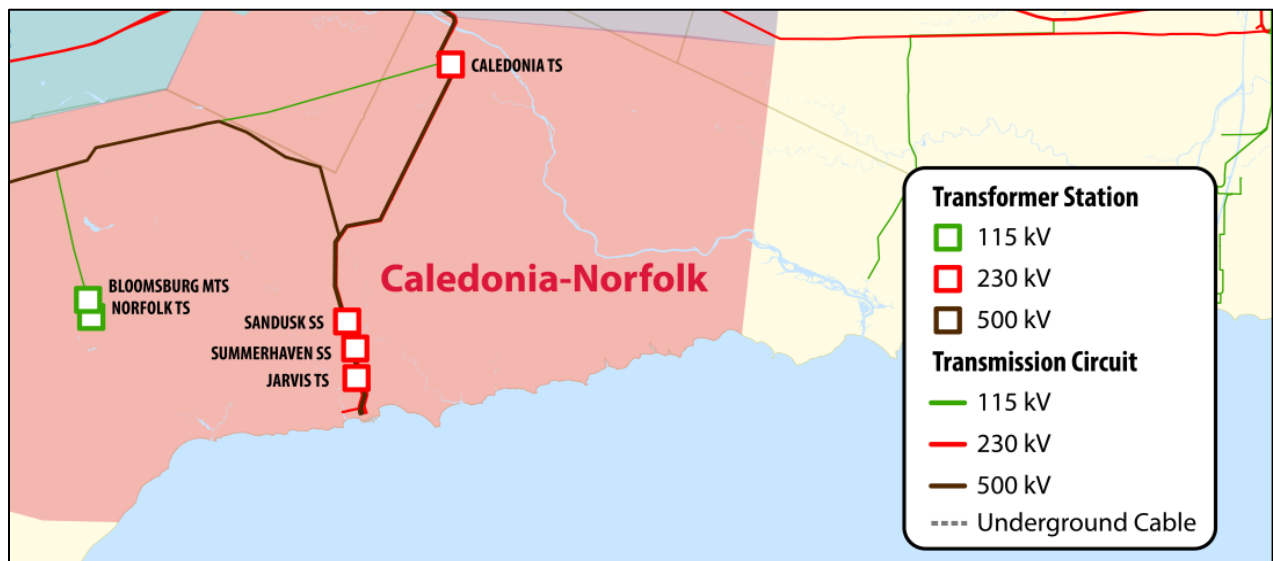 CALEDONIA TS
BLOOMSBURG MTS
NORFOLK TS
SANDUSK SS
SUMMERHAVEN SS
JARVIS TS
Caledonia-Norfolk
Transformer Station
115 kV
230 kV
500 kV
Transmission Circuit
115 kV
230 kV
500 kV
Underground Cable